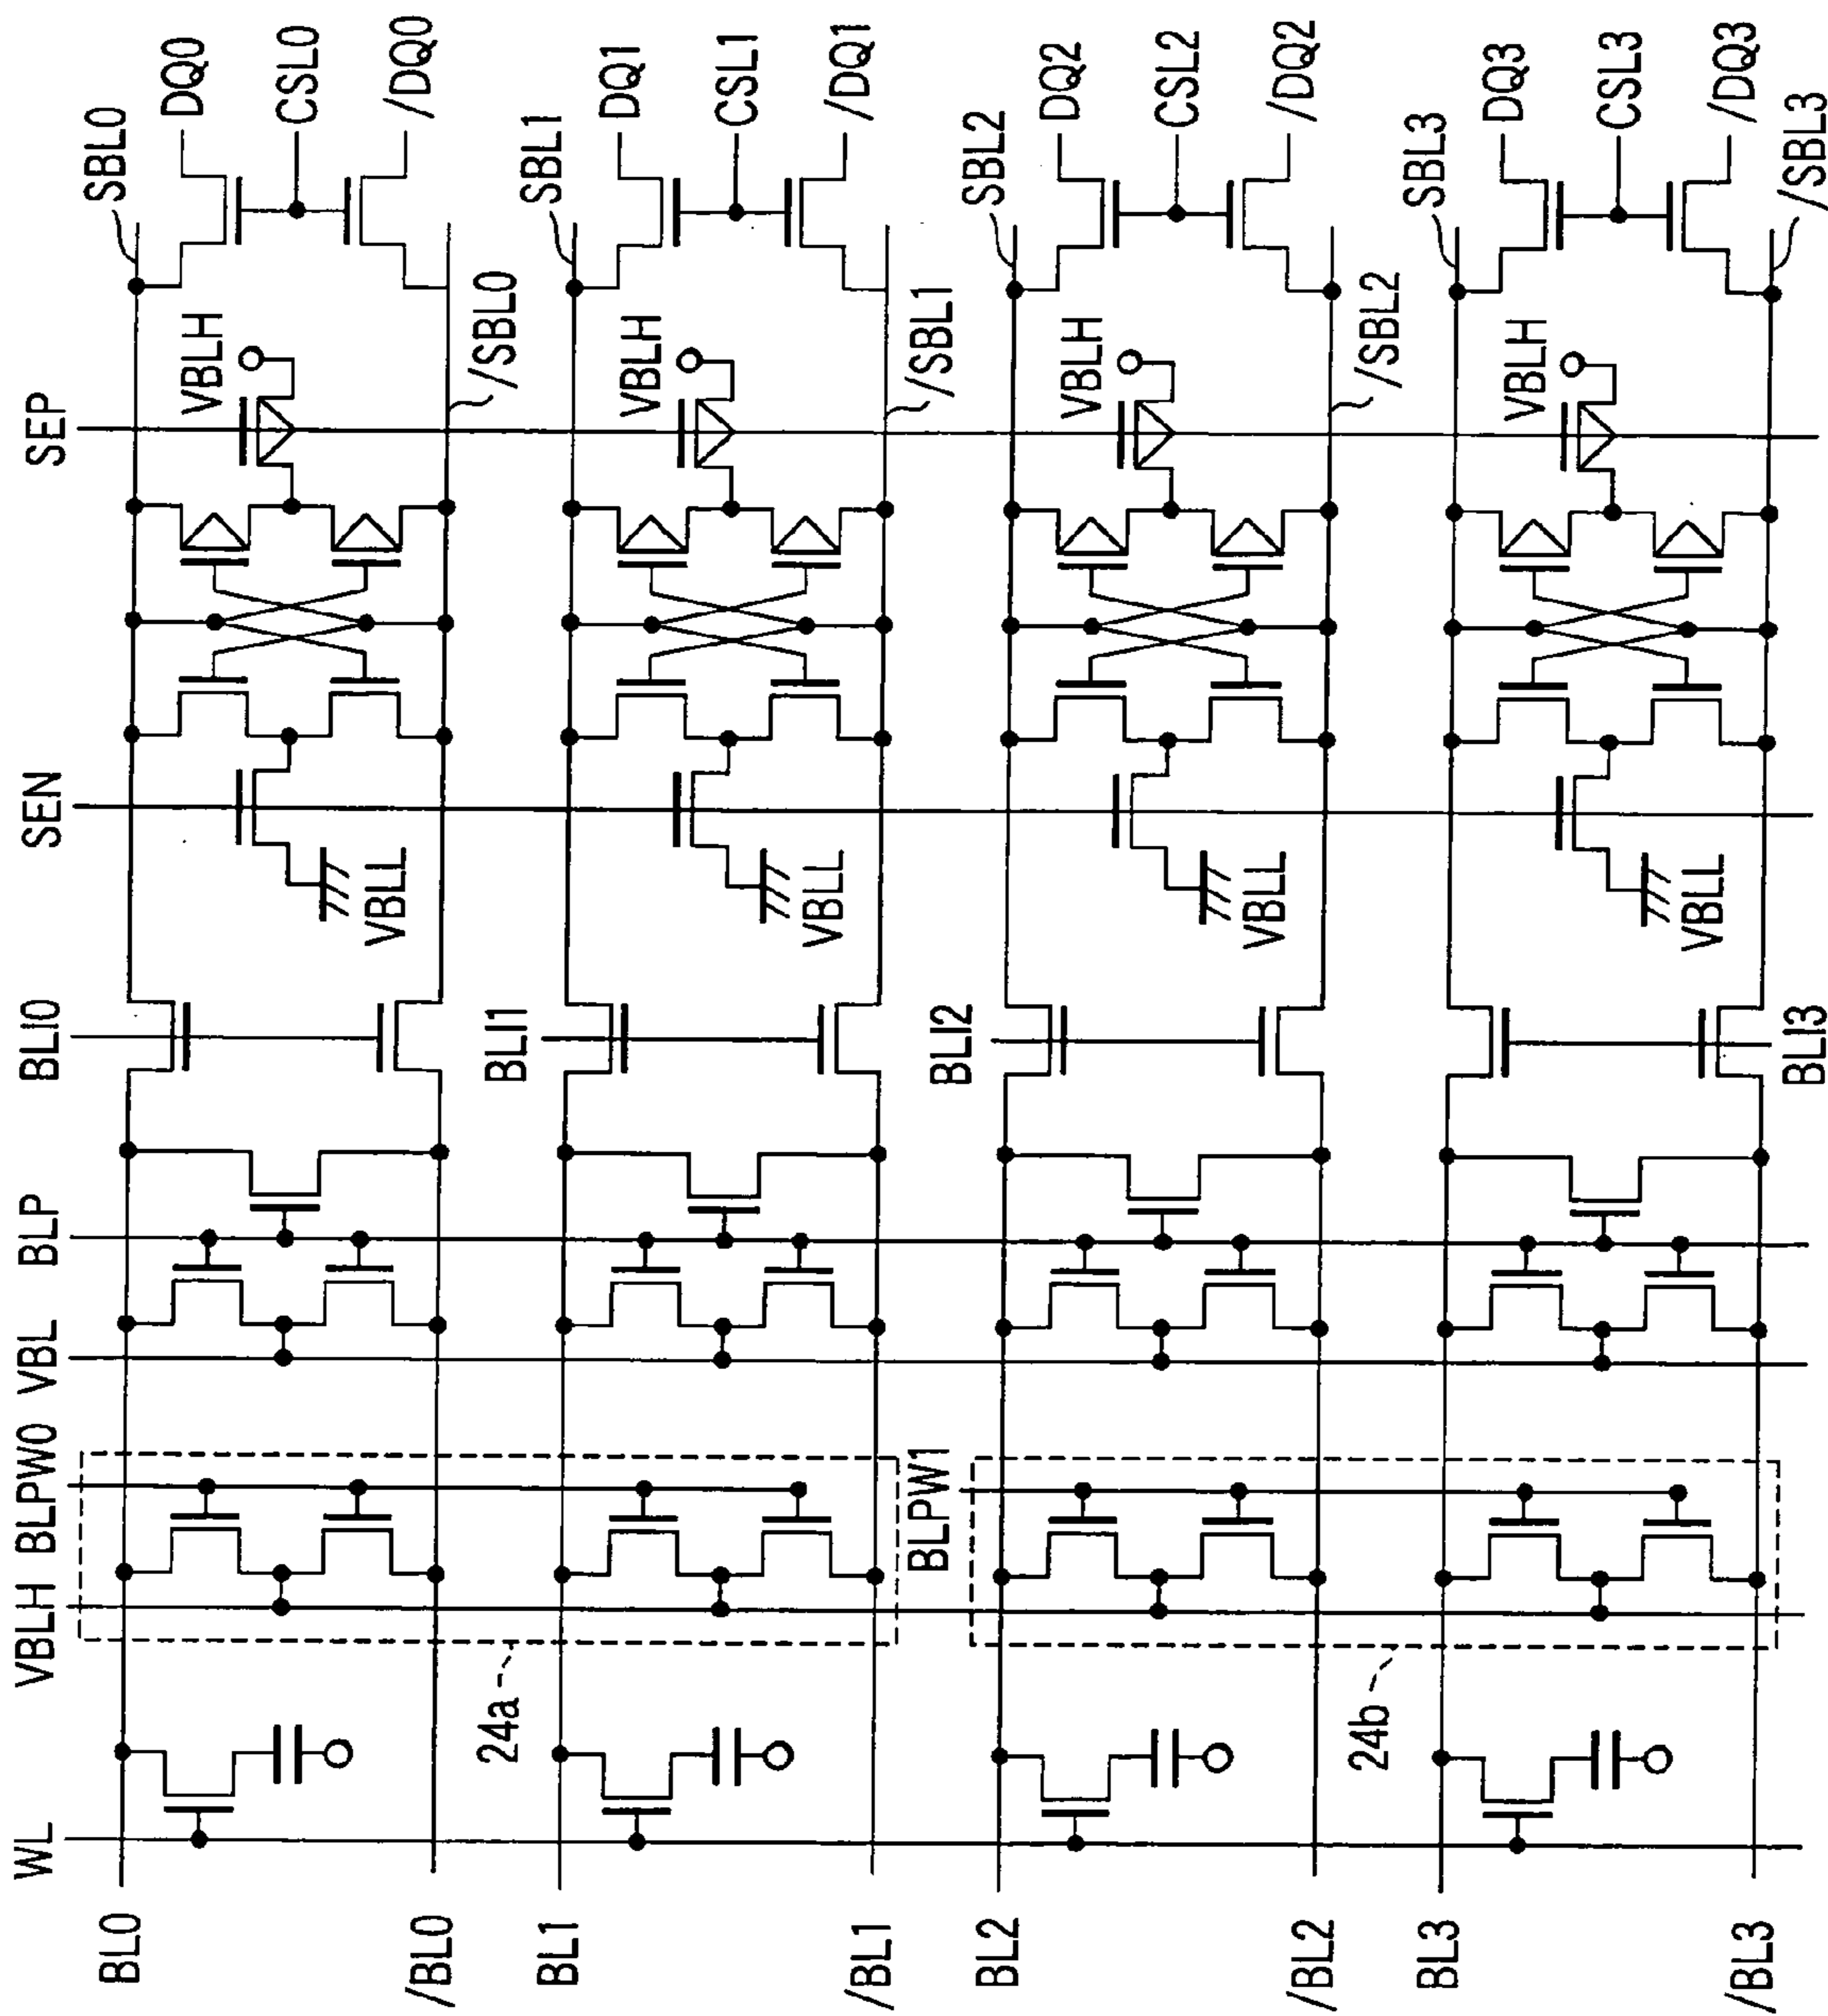 WL
VBLH
BLPW0
VBL
BLP
BLI0
SEN
SEP
SBL0
DQ0
CSL0
/DQ0
VBLH
/SBL0
VBLL
BL0
/BL0
24a
BLI1
SBL1
DQ1
CSL1
/DQ1
VBLH
/SBL1
VBLL
BL1
/BL1
BLPW1
BLI2
SBL2
DQ2
CSL2
/DQ2
VBLH
/SBL2
VBLL
BL2
/BL2
24b
SBL3
DQ3
CSL3
/DQ3
VBLH
/SBL3
VBLL
BLI3
BL3
/BL3